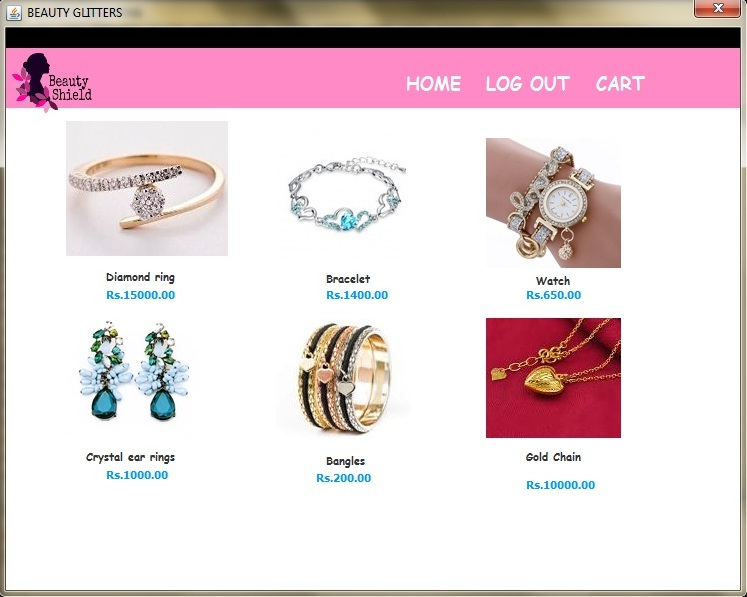 BEAUTY GLITTERS
Beauty
Shield
HOME LOG OUT CART
Diamond ring
Rs.15000.00
Bracelet
Rs.1400.00
Watch
Rs.650.00
Crystal ear rings
Rs.1000.00
Bangles
Rs.200.00
Gold Chain
Rs.10000.00